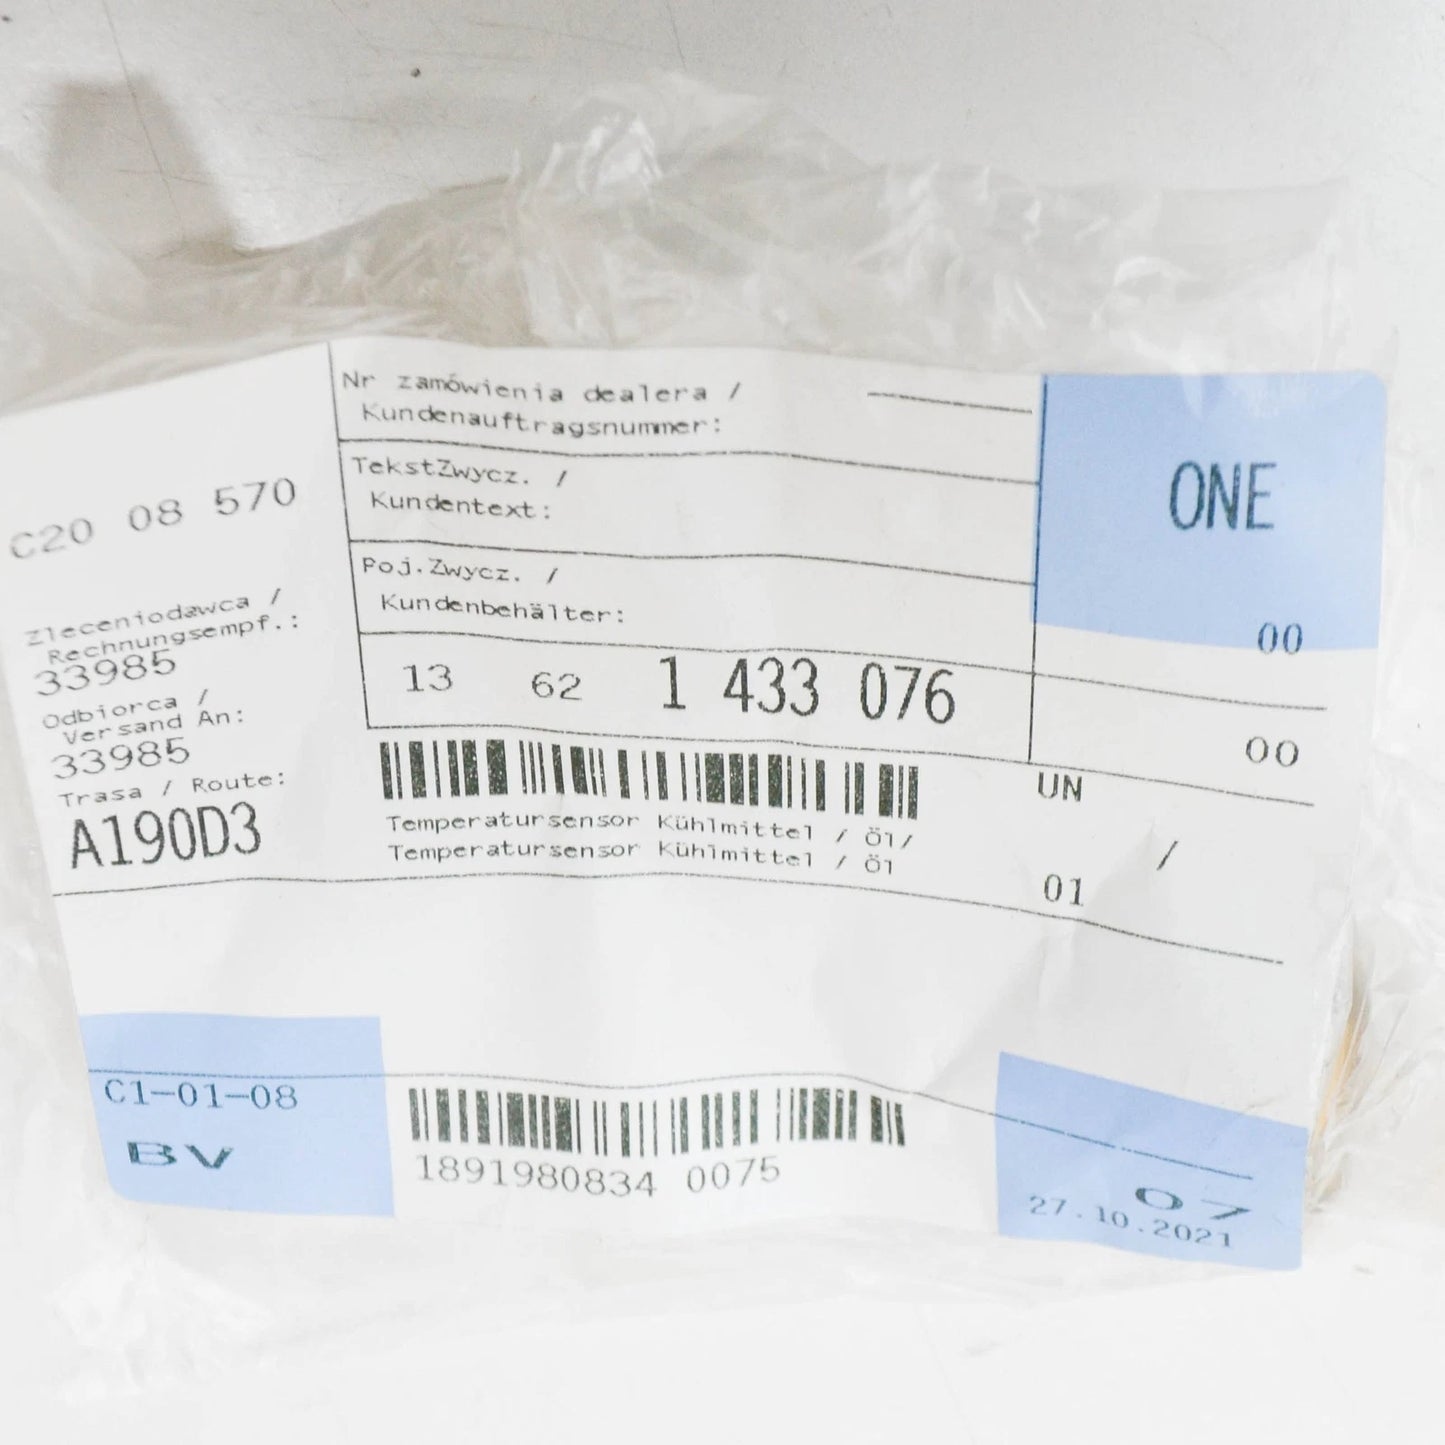 C20 08 570
Zleceniodawca /
Rechnungsempf.:
33985
Odbiorca /
Versand An:
33985
Trasa / Route:
A190D3
Nr zamówienia dealera /
Kundenauftragsnummer:
TekstZwycz. /
Kundentext:
Poj.Zwycz. /
Kundenbehälter:
13 62 1 433 076
Temperatursensor Kühlmittel / Öl/
Temperatursensor Kühlmittel / Öl
ONE
00
00
UN /
01
C1-01-08
BV
1891980834 0075
07
27.10.2021